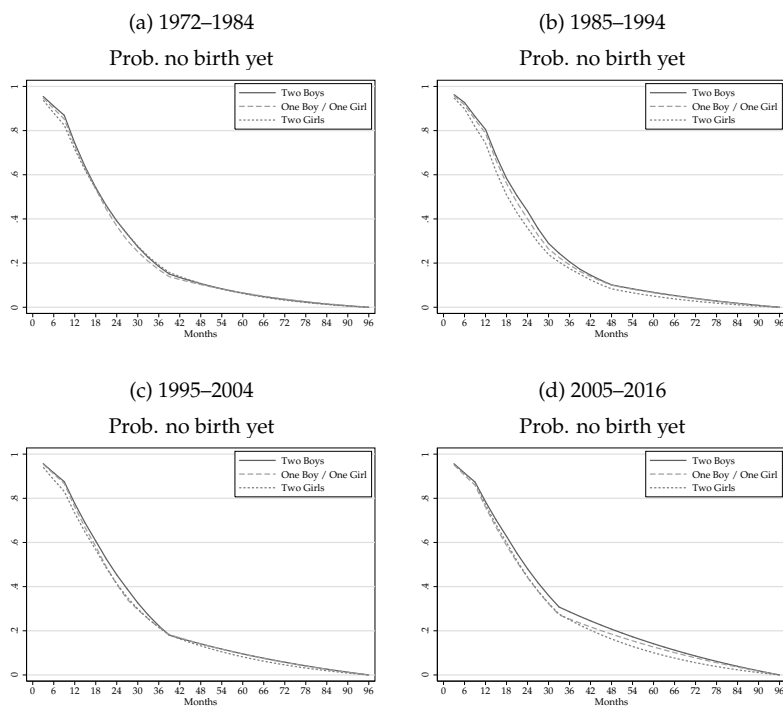 (a) 1972–1984
Prob. no birth yet
Two Boys
One Boy / One Girl
Two Girls
1
.8
.6
.4
.2
0
0 6 12 18 24 30 36 42 48 54 60 66 72 78 84 90 96
Months
(b) 1985–1994
Prob. no birth yet
Two Boys
One Boy / One Girl
Two Girls
1
.8
.6
.4
.2
0
0 6 12 18 24 30 36 42 48 54 60 66 72 78 84 90 96
Months
(c) 1995–2004
Prob. no birth yet
Two Boys
One Boy / One Girl
Two Girls
1
.8
.6
.4
.2
0
0 6 12 18 24 30 36 42 48 54 60 66 72 78 84 90 96
Months
(d) 2005–2016
Prob. no birth yet
Two Boys
One Boy / One Girl
Two Girls
1
.8
.6
.4
.2
0
0 6 12 18 24 30 36 42 48 54 60 66 72 78 84 90 96
Months